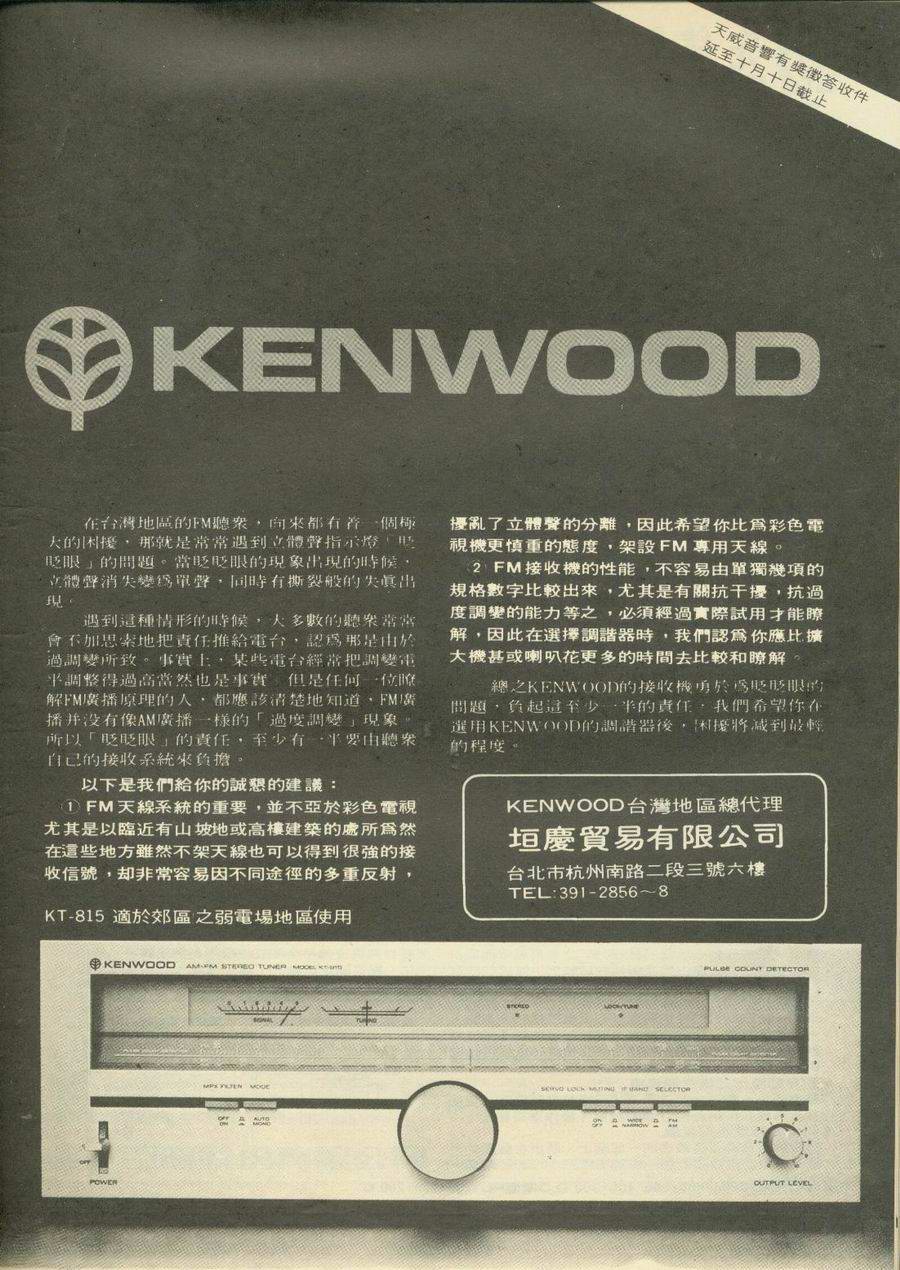 天威音響有獎徵答收件
延至十月十日截止
KENWOOD
在台灣地區的FM聽眾，向來都有着一個極
大的困擾，那就是常常遇到立體聲指示燈「眨
眨眼」的問題。當眨眨眼的現象出現的時候，
立體聲消失變爲單聲，同時有撕裂般的失眞出
現。
遇到這種情形的時候，大多數的聽衆常常
會不加思索地把責任推給電台，認爲那是由於
過調變所致。事實上，某些電台經常把調變電
平調整得過高當然也是事實，但是任何一位瞭
解FM廣播原理的人，都應該清楚地知道，FM廣
播并没有像AM廣播一樣的「過度調變」現象。
所以「眨眨眼」的責任，至少有一半要由聽衆
自己的接收系統來負擔。
以下是我們給你的誠懇的建議：
① FM天線系統的重要，並不亞於彩色電視
尤其是以臨近有山坡地或高樓建築的處所爲然
在這些地方雖然不架天線也可以得到很強的接
收信號，却非常容易因不同途徑的多重反射，
擾亂了立體聲的分離，因此希望你比爲彩色電
視機更慎重的態度，架設FM專用天線。
2 FM接收機的性能，不容易由單獨幾項的
規格數字比較出來，尤其是有關抗干擾，抗過
度調變的能力等之，必須經過實際試用才能瞭
解，因此在選擇調諧器時，我們認爲你應比擴
大機甚或喇叭花更多的時間去比較和瞭解。
總之KENWOOD的接收機勇於爲眨眨眼的
問題，負起這至少一半的責任，我們希望你在
選用KENWOOD的調諧器後，困擾將减到最輕
的程度。
KENWOOD台灣地區總代理
垣慶貿易有限公司
台北市杭州南路二段三號六樓
TEL:391-2856～8
KT-815 適於郊區之弱電場地區使用
KENWOOD AM-FM STEREO TUNER MODEL KT-815
PULSE COUNT DETECTOR
0 1 2 3 4 5
SIGNAL
TUNING
STEREO
LOCK/TUNE
MPX FILTER MODE
SERVO LOCK MUTING IF BAND SELECTOR
OFF AUTO
ON MONO
ON WIDE FM
OFF NARROW AM
OFF
POWER
OUTPUT LEVEL